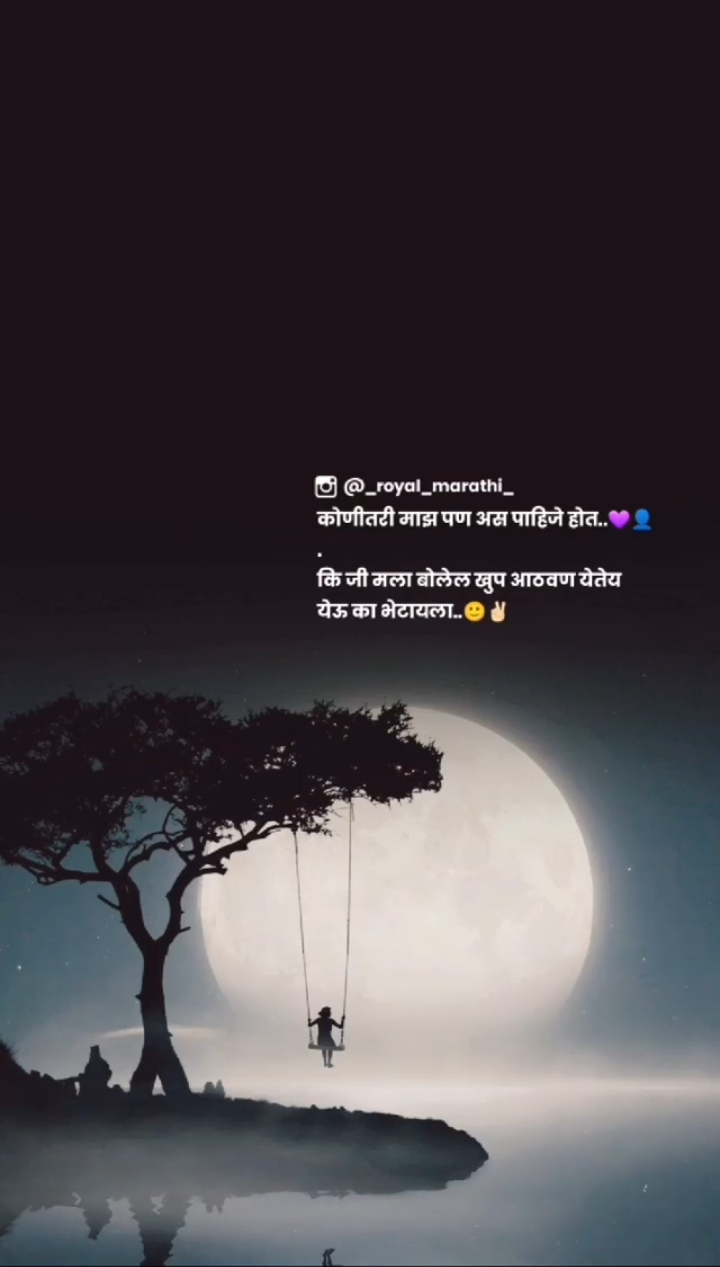 @_royal_marathi_
कोणीतरी माझ पण अस पाहिजे होत..💜👤
.
कि जी मला बोलेल खुप आठवण येतेय
येऊ का भेटायला..🙂✌🏻